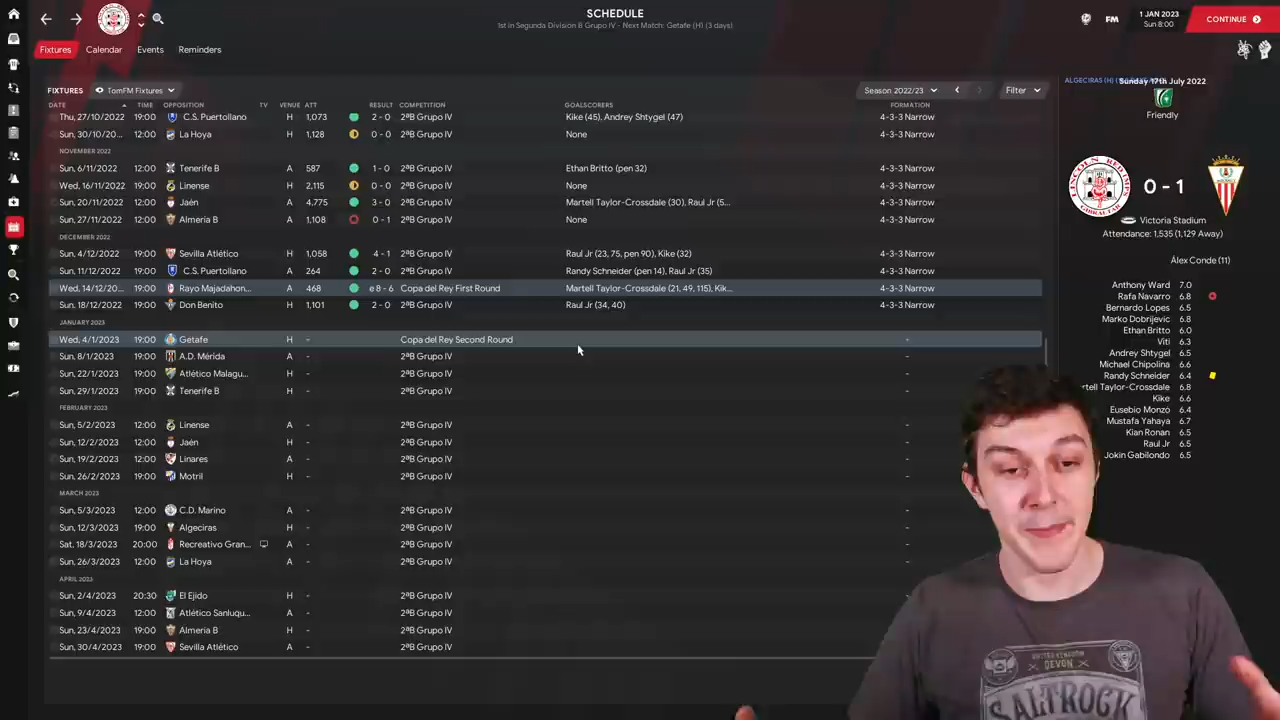 SCHEDULE
1st in Segunda Division B Grupo IV - Next Match: Getafe (H) (3 days)
FM
1 JAN 2023
Sun 8:00
CONTINUE
Fixtures Calendar Events Reminders
FIXTURES TomFM Fixtures Season 2022/23 Filter
DATE TIME OPPOSITION TV VENUE ATT RESULT COMPETITION GOALSCORERS FORMATION
Thu, 27/10/2022 19:00 C.S. Puertollano H 1,073 2 - 0 2ªB Grupo IV Kike (45), Andrey Shtygel (47) 4-3-3 Narrow
Sun, 30/10/20... 12:00 La Hoya H 1,128 0 - 0 2ªB Grupo IV None 4-3-3 Narrow
NOVEMBER 2022
Sun, 6/11/2022 12:00 Tenerife B A 587 1 - 0 2ªB Grupo IV Ethan Britto (pen 32) 4-3-3 Narrow
Wed, 16/11/2022 19:00 Linense H 2,115 0 - 0 2ªB Grupo IV None 4-3-3 Narrow
Sun, 20/11/2022 12:00 Jaén A 4,775 3 - 0 2ªB Grupo IV Martell Taylor-Crossdale (30), Raul Jr (5... 4-3-3 Narrow
Sun, 27/11/2022 12:00 Almeria B A 1,108 0 - 1 2ªB Grupo IV None 4-3-3 Narrow
DECEMBER 2022
Sun, 4/12/2022 19:00 Sevilla Atlético H 1,058 4 - 1 2ªB Grupo IV Raul Jr (23, 75, pen 90), Kike (32) 4-3-3 Narrow
Sun, 11/12/2022 19:00 C.S. Puertollano A 264 2 - 0 2ªB Grupo IV Randy Schneider (pen 14), Raul Jr (35) 4-3-3 Narrow
Wed, 14/12/20... 19:00 Rayo Majadahon... A 468 e 8 - 6 Copa del Rey First Round Martell Taylor-Crossdale (21, 49, 115), Kik... 4-3-3 Narrow
Sun, 18/12/2022 19:00 Don Benito H 1,101 2 - 0 2ªB Grupo IV Raul Jr (34, 40) 4-3-3 Narrow
JANUARY 2023
Wed, 4/1/2023 19:00 Getafe H - Copa del Rey Second Round -
Sun, 8/1/2023 19:00 A.D. Mérida A - 2ªB Grupo IV -
Sun, 22/1/2023 19:00 Atlético Malagu... A - 2ªB Grupo IV -
Sun, 29/1/2023 19:00 Tenerife B H - 2ªB Grupo IV -
FEBRUARY 2023
Sun, 5/2/2023 12:00 Linense A - 2ªB Grupo IV -
Sun, 12/2/2023 12:00 Jaén H - 2ªB Grupo IV -
Sun, 19/2/2023 12:00 Linares A - 2ªB Grupo IV -
Sun, 26/2/2023 12:00 Motril H - 2ªB Grupo IV -
MARCH 2023
Sun, 5/3/2023 12:00 C.D. Marino A - 2ªB Grupo IV -
Sun, 12/3/2023 19:00 Algeciras H - 2ªB Grupo IV -
Sat, 18/3/2023 20:00 Recreativo Gran... A - 2ªB Grupo IV -
Sun, 26/3/2023 12:00 La Hoya A - 2ªB Grupo IV -
APRIL 2023
Sun, 2/4/2023 20:30 El Ejido H - 2ªB Grupo IV
Sun, 9/4/2023 12:00 Atlético Sanluqu... A - 2ªB Grupo IV
Sun, 23/4/2023 19:00 Almeria B H - 2ªB Grupo IV
Sun, 30/4/2023 19:00 Sevilla Atlético A - 2ªB Grupo IV
ALGECIRAS (H)
Sunday 17th July 2022
Friendly
LINCOLN RED IMPS
GIBRALTAR
0 - 1
Victoria Stadium
Attendance: 1,535 (1,129 Away)
Álex Conde (11)
Anthony Ward 7.0
Rafa Navarro 6.8
Bernardo Lopes 6.5
Marko Dobrijevic 6.8
Ethan Britto 6.0
Viti 6.3
Andrey Shtygel 6.5
Michael Chipolina 6.6
Randy Schneider 6.4
rtell Taylor-Crossdale 6.8
Kike 6.6
Eusebio Monzó 6.4
Mustafa Yahaya 6.7
Kian Ronan 6.5
Raul Jr 6.5
Jokin Gabilondo 6.5
UNITED KINGDOM
DEVON
SALTROCK